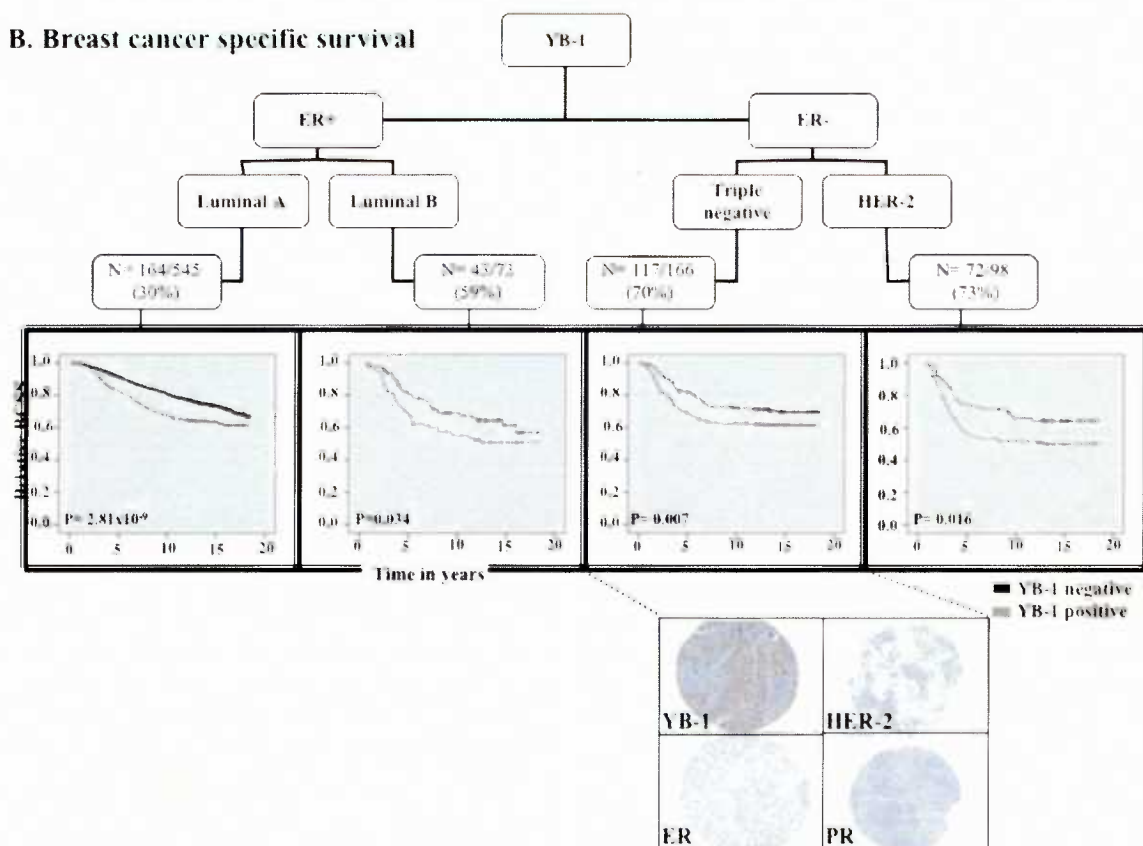 B. Breast cancer specific survival
YB-1
ER+
ER-
Luminal A
Luminal B
Triple
negative
HER-2
N= 164/545
(30%)
N= 43/73
(59%)
N= 117/166
(70%)
N= 72/98
(73%)
Relative BCSS
1.0
0.8
0.6
0.4
0.2
0.0
P= 2.81x10-9
0 5 10 15 20
1.0
0.8
0.6
0.4
0.2
0.0
P=0.034
0 5 10 15 20
1.0
0.8
0.6
0.4
0.2
0.0
P= 0.007
0 5 10 15 20
1.0
0.8
0.6
0.4
0.2
0.0
P= 0.016
0 5 10 15 20
Time in years
YB-1 negative
YB-1 positive
YB-1
HER-2
ER
PR